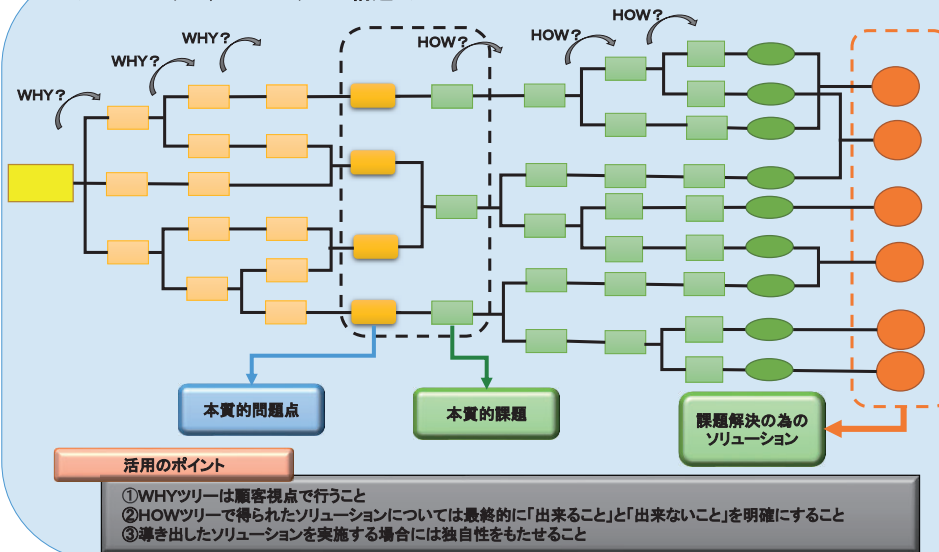 WHY?
WHY?
WHY?
HOW?
HOW?
HOW?
本質的問題点
本質的課題
課題解決の為の
ソリューション
活用のポイント
①WHYツリーは顧客視点で行うこと
②HOWツリーで得られたソリューションについては最終的に「出来ること」と「出来ないこと」を明確にすること
③導き出したソリューションを実施する場合には独自性をもたせること